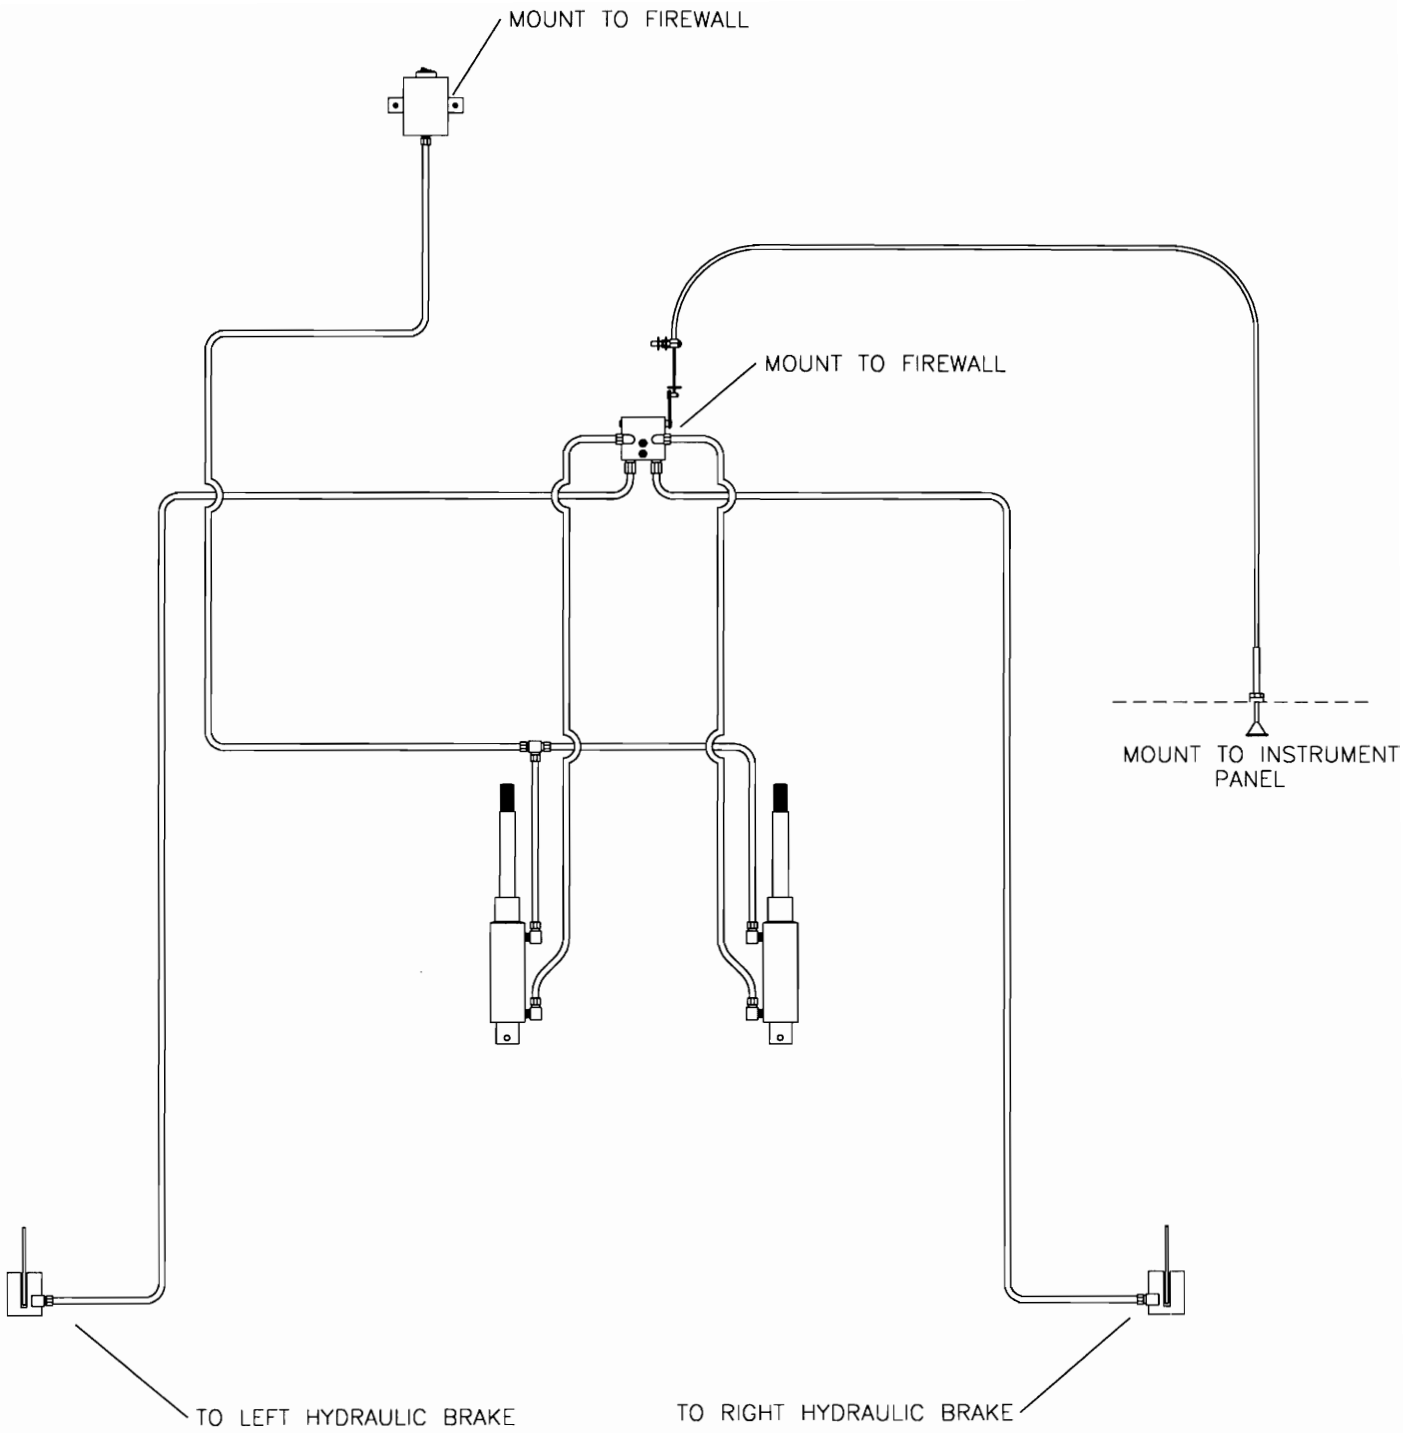 MOUNT TO FIREWALL
MOUNT TO FIREWALL
MOUNT TO INSTRUMENT
PANEL
TO LEFT HYDRAULIC BRAKE
TO RIGHT HYDRAULIC BRAKE